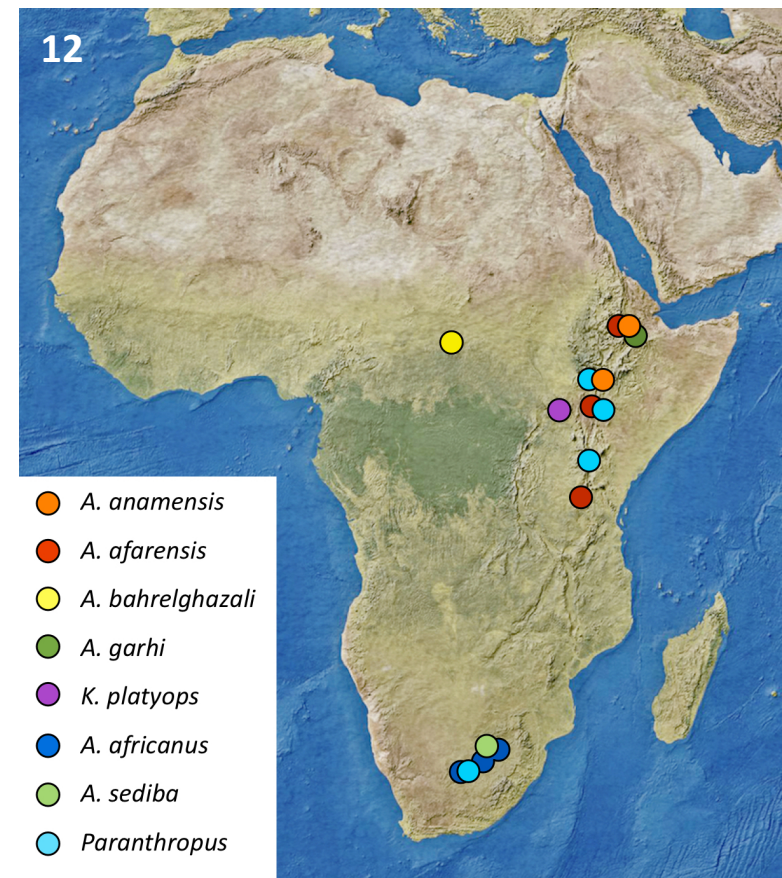 12
A. anamensis
A. afarensis
A. bahrelghazali
A. garhi
K. platyops
A. africanus
A. sediba
Paranthropus